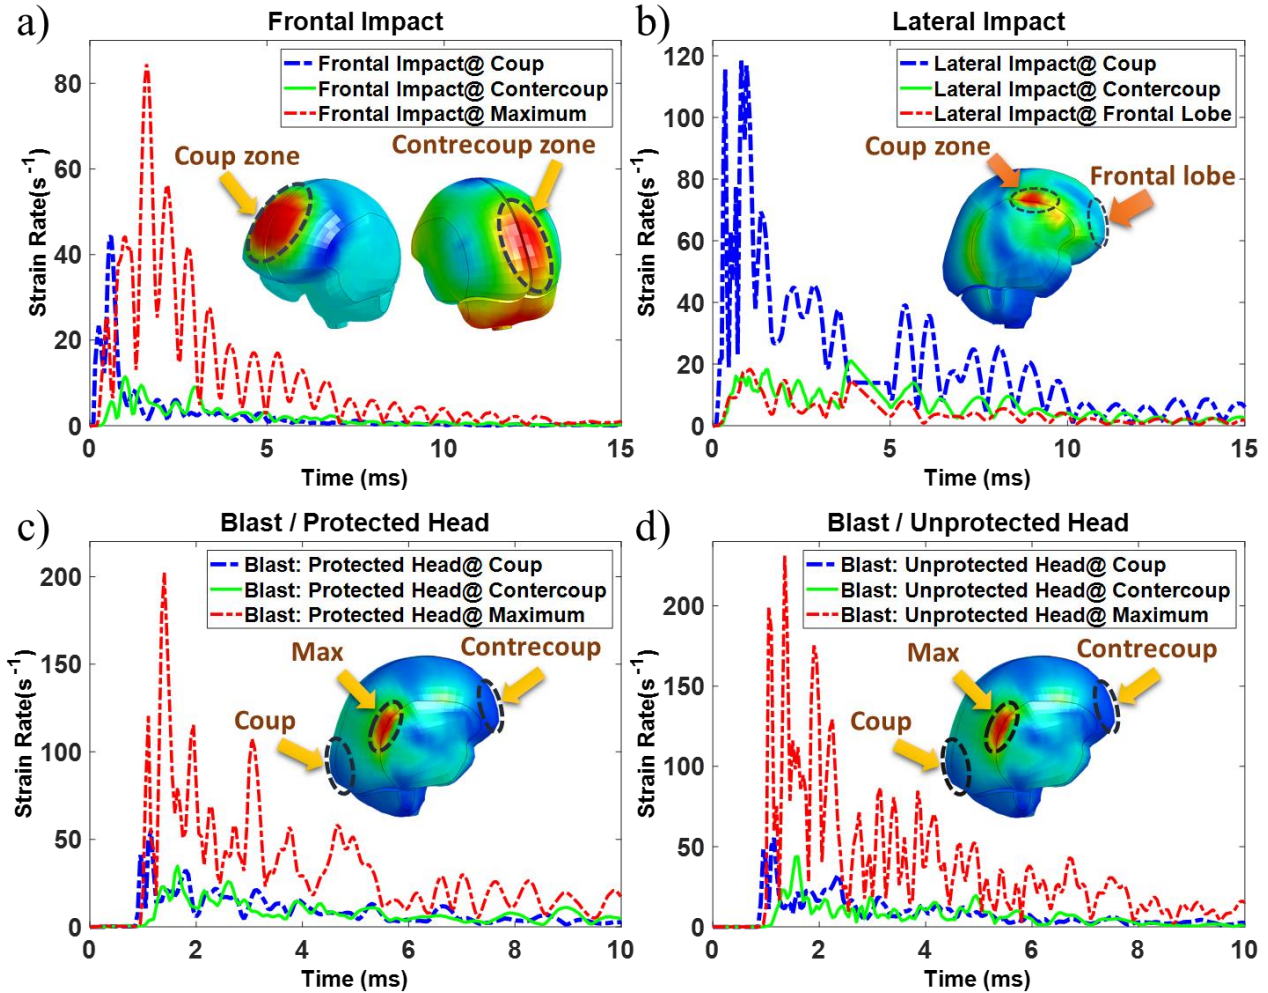 a)
Frontal Impact
Frontal Impact@ Coup
Frontal Impact@ Contercoup
Frontal Impact@ Maximum
Coup zone
Contrecoup zone
Strain Rate(s⁻¹)
80
60
40
20
0
0 5 10 15
Time (ms)
b)
Lateral Impact
Lateral Impact@ Coup
Lateral Impact@ Contercoup
Lateral Impact@ Frontal Lobe
Coup zone
Frontal lobe
Strain Rate(s⁻¹)
120
100
80
60
40
20
0
0 5 10 15
Time (ms)
c)
Blast / Protected Head
Blast: Protected Head@ Coup
Blast: Protected Head@ Contercoup
Blast: Protected Head@ Maximum
Max
Contrecoup
Coup
Strain Rate(s⁻¹)
200
150
100
50
0
0 2 4 6 8 10
Time (ms)
d)
Blast / Unprotected Head
Blast: Unprotected Head@ Coup
Blast: Unprotected Head@ Contercoup
Blast: Unprotected Head@ Maximum
Max
Contrecoup
Coup
Strain Rate(s⁻¹)
200
150
100
50
0
0 2 4 6 8 10
Time (ms)